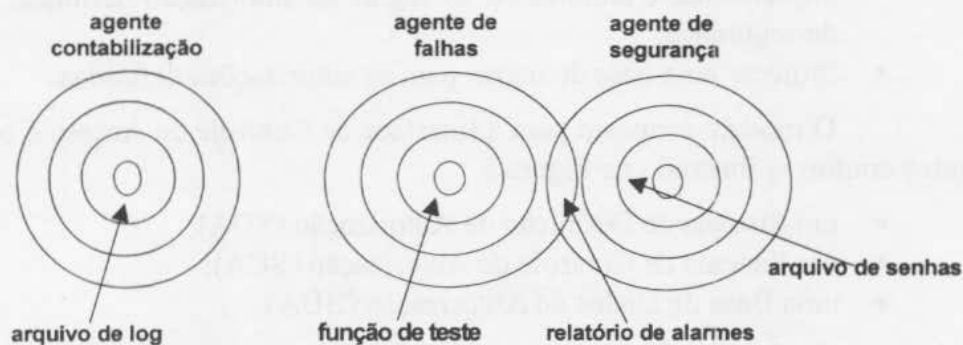 agente
contabilização
agente de
falhas
agente de
segurança
arquivo de senhas
arquivo de log
função de teste
relatório de alarmes